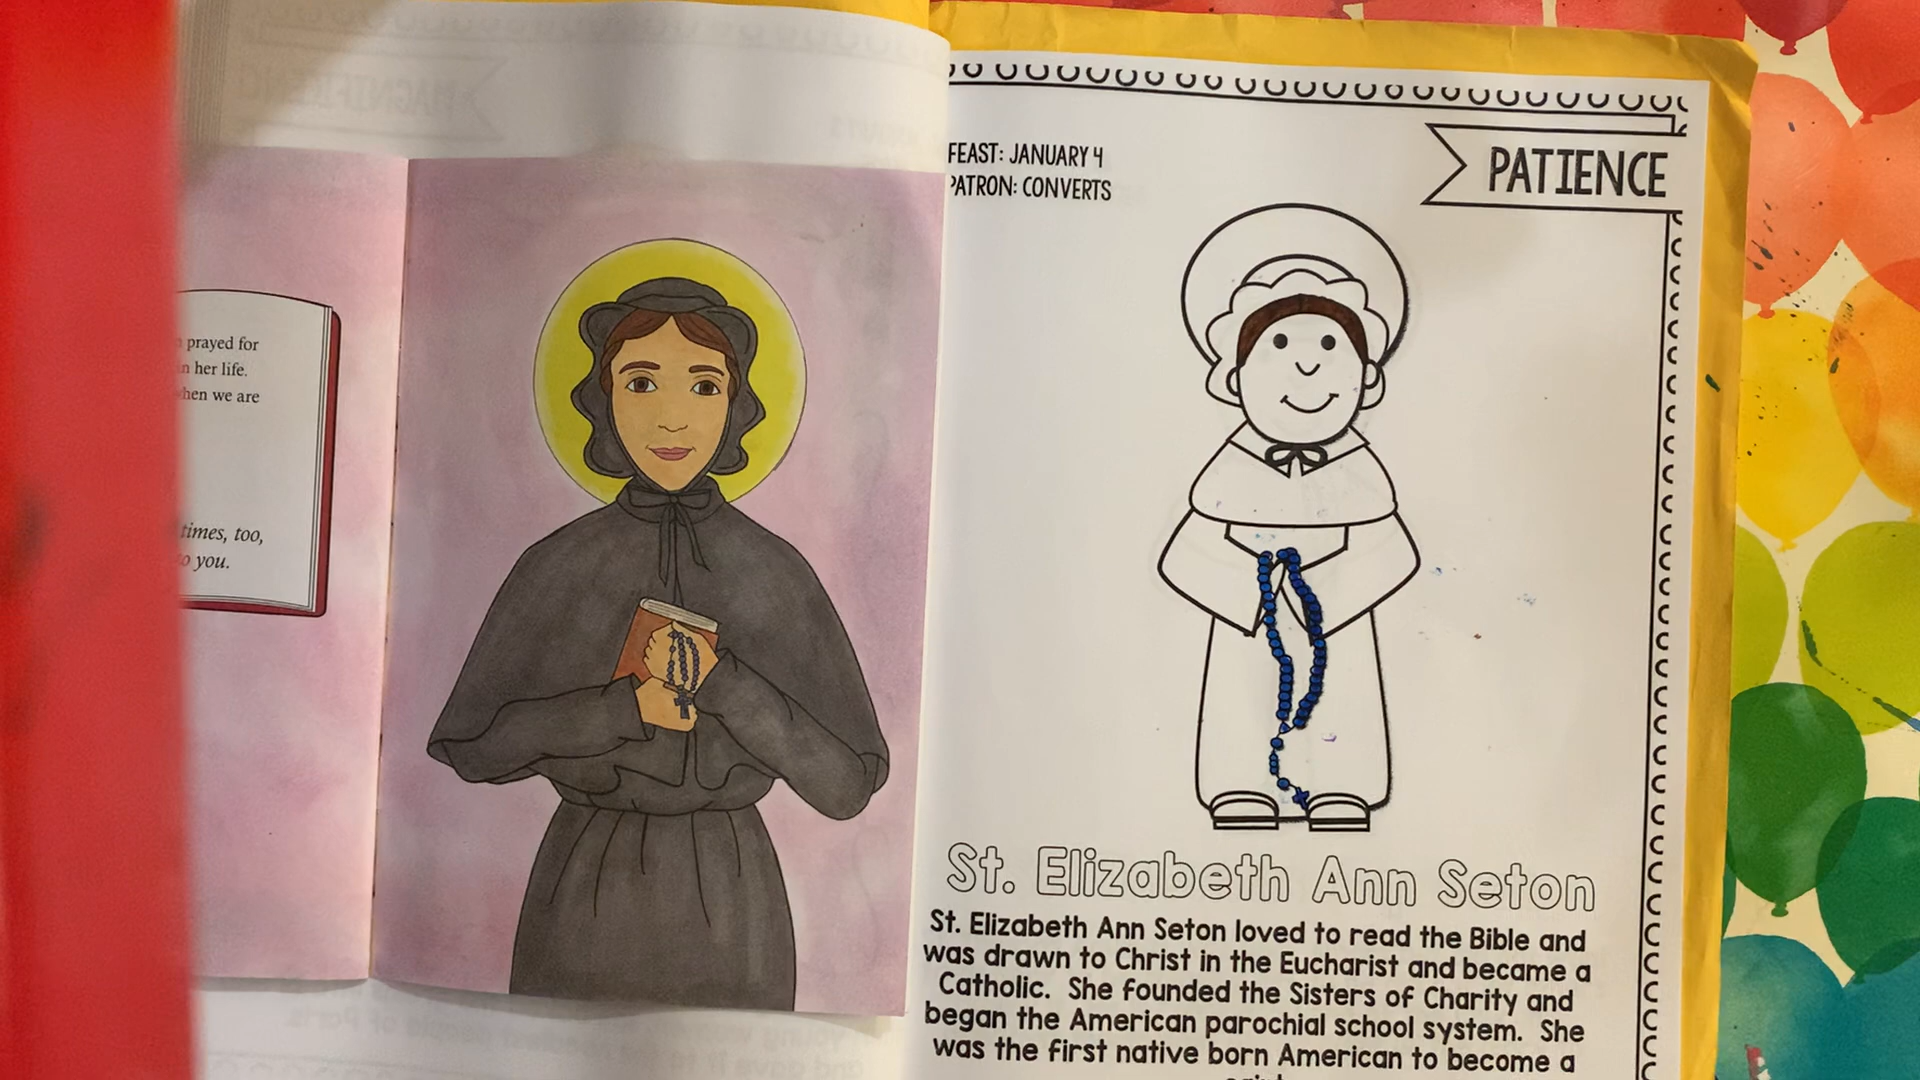 prayed for
her life.
we are
times, too,
you.
FEAST: JANUARY 4
PATRON: CONVERTS
PATIENCE
St. Elizabeth Ann Seton
St. Elizabeth Ann Seton loved to read the Bible and
was drawn to Christ in the Eucharist and became a
Catholic. She founded the Sisters of Charity and
began the American parochial school system. She
was the first native born American to become a